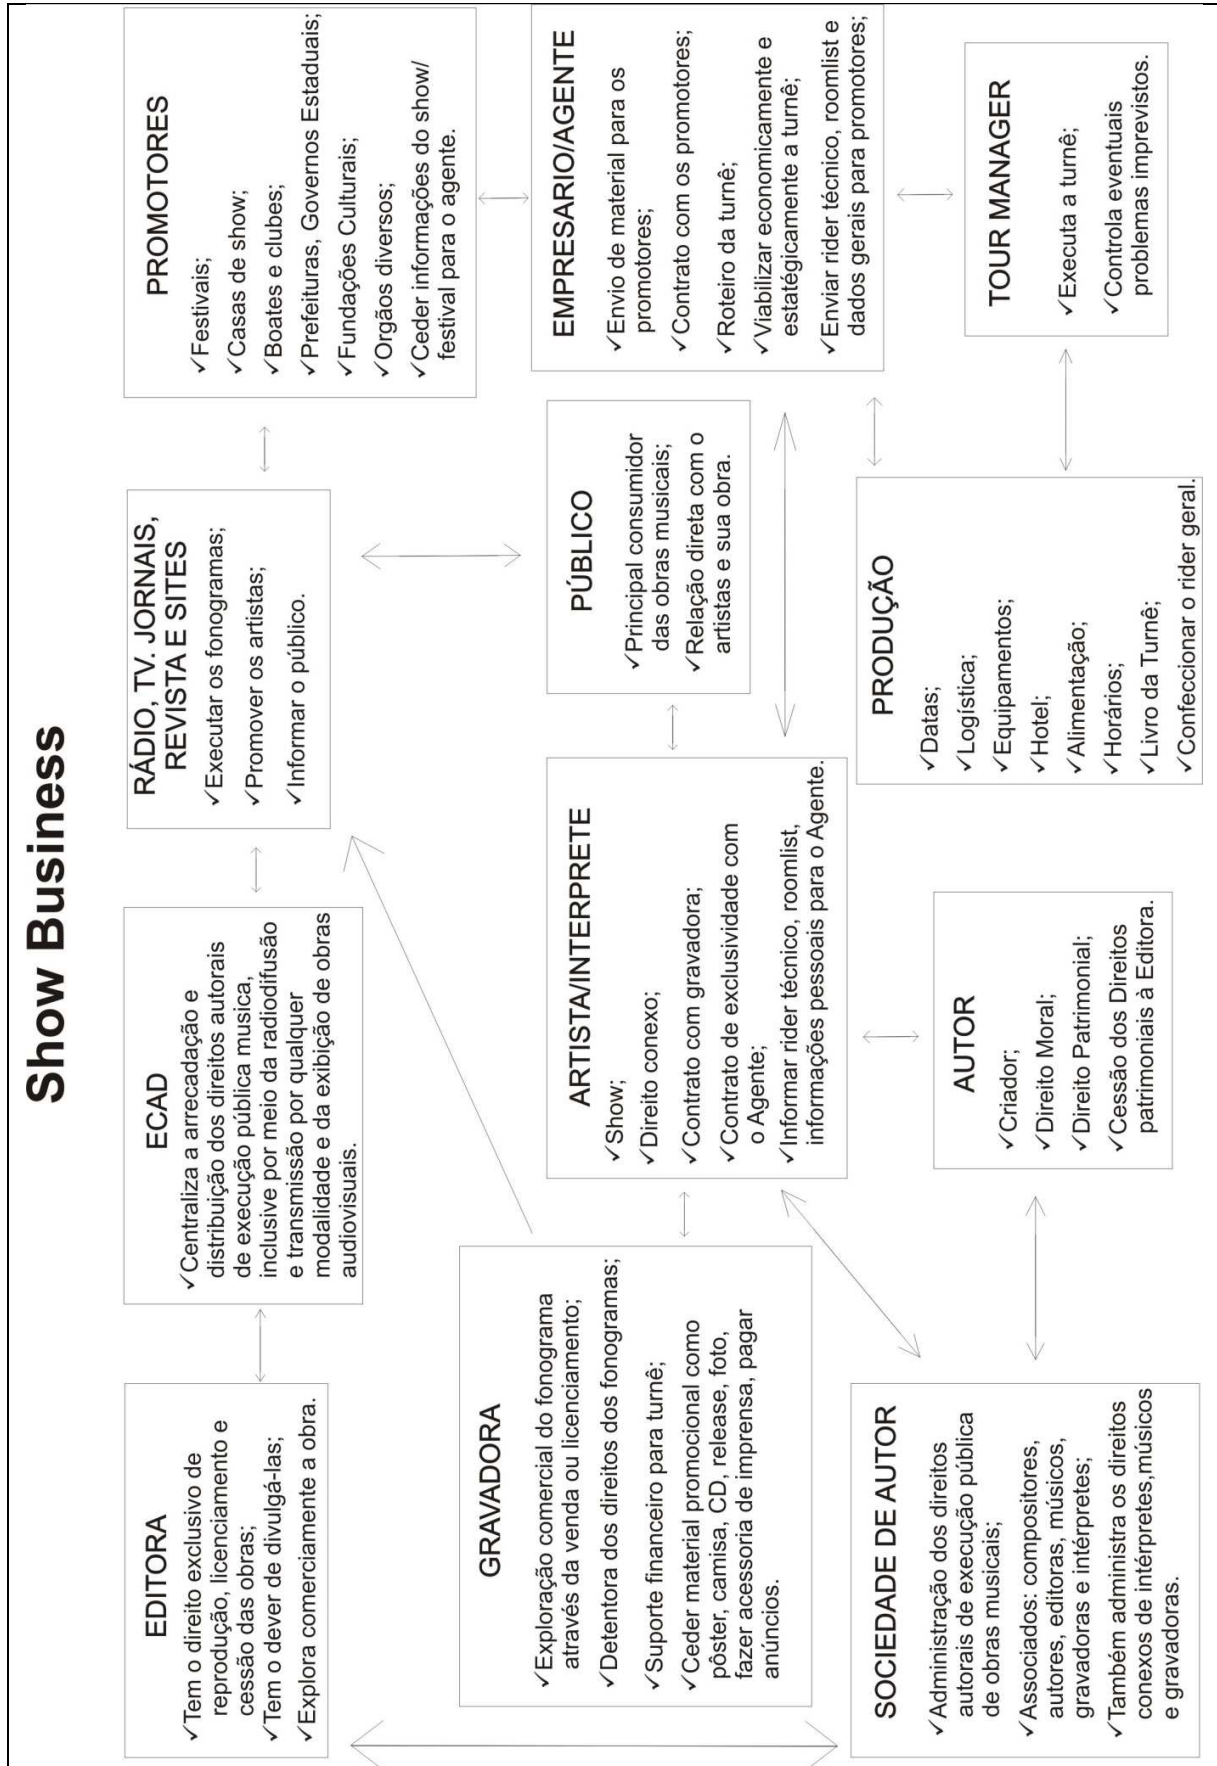 Show Business
EDITORA
✓Tem o direito exclusivo de
reprodução, licenciamento e
cessão das obras;
✓Tem o dever de divulgá-las;
✓Explora comerciamente a obra.
ECAD
✓Centraliza a arrecadação e
distribuição dos direitos autorais
de execução pública musica,
inclusive por meio da radiodifusão
e transmissão por qualquer
modalidade e da exibição de obras
audiovisuais.
RÁDIO, TV. JORNAIS,
REVISTA E SITES
✓Executar os fonogramas;
✓Promover os artistas;
✓Informar o público.
PROMOTORES
✓Festivais;
✓Casas de show;
✓Boates e clubes;
✓Prefeituras, Governos Estaduais;
✓Fundações Culturais;
✓Orgãos diversos;
✓Ceder informações do show/
festival para o agente.
GRAVADORA
✓Exploração comercial do fonograma
através da venda ou licenciamento;
✓Detentora dos direitos dos fonogramas;
✓Suporte financeiro para turnê;
✓Ceder material promocional como
pôster, camisa, CD, release, foto,
fazer acessoria de imprensa, pagar
anúncios.
ARTISTA/INTERPRETE
✓Show;
✓Direito conexo;
✓Contrato com gravadora;
✓Contrato de exclusividade com
o Agente;
✓Informar rider técnico, roomlist,
informações pessoais para o Agente.
PÚBLICO
✓Principal consumidor
das obras musicais;
✓Relação direta com o
artistas e sua obra.
EMPRESARIO/AGENTE
✓Envio de material para os
promotores;
✓Contrato com os promotores;
✓Roteiro da turnê;
✓Viabilizar economicamente e
estatégicamente a turnê;
✓Enviar rider técnico, roomlist e
dados gerais para promotores;
SOCIEDADE DE AUTOR
✓Administração dos direitos
autorais de execução pública
de obras musicais;
✓Associados: compositores,
autores, editoras, músicos,
gravadoras e intérpretes;
✓Também administra os direitos
conexos de intérpretes,músicos
e gravadoras.
AUTOR
✓Criador;
✓Direito Moral;
✓Direito Patrimonial;
✓Cessão dos Direitos
patrimoniais à Editora.
PRODUÇÃO
✓Datas;
✓Logística;
✓Equipamentos;
✓Hotel;
✓Alimentação;
✓Horários;
✓Livro da Turnê;
✓Confeccionar o rider geral.
TOUR MANAGER
✓Executa a turnê;
✓Controla eventuais
problemas imprevistos.